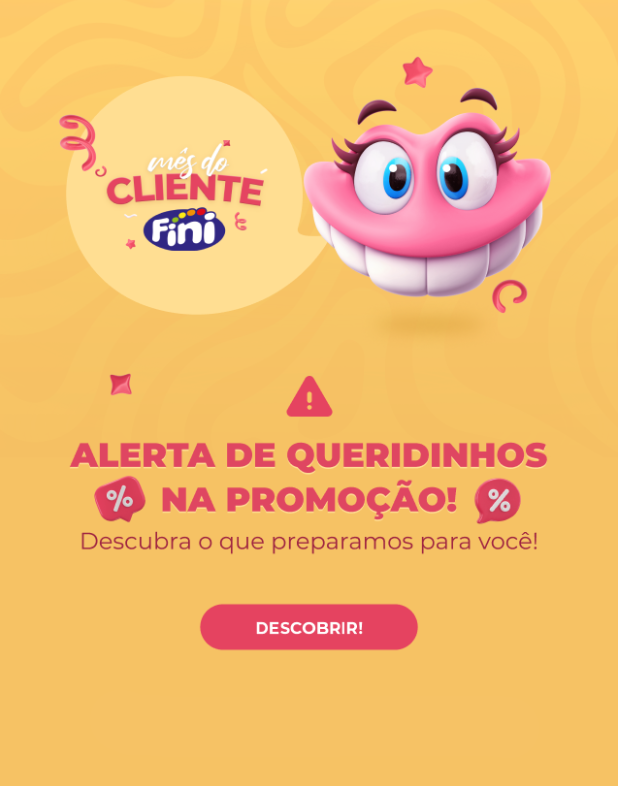 mês do
CLIENTE
Fini
ALERTA DE QUERIDINHOS
% NA PROMOÇÃO! %
Descubra o que preparamos para você!
DESCOBRIR!